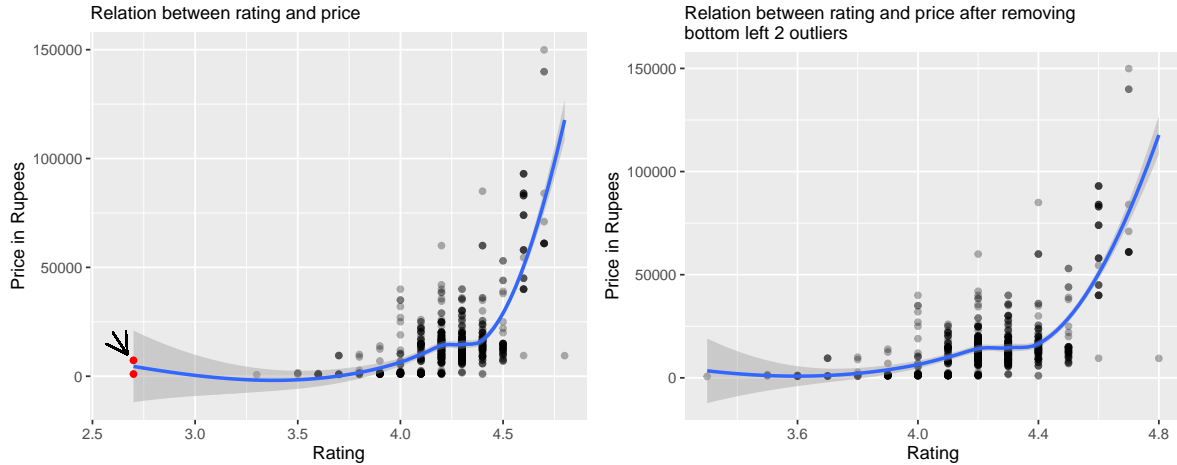 Relation between rating and price
150000
100000
50000
0
Price in Rupees
2.5 3.0 3.5 4.0 4.5
Rating
Relation between rating and price after removing
bottom left 2 outliers
150000
100000
50000
0
Price in Rupees
3.6 4.0 4.4 4.8
Rating